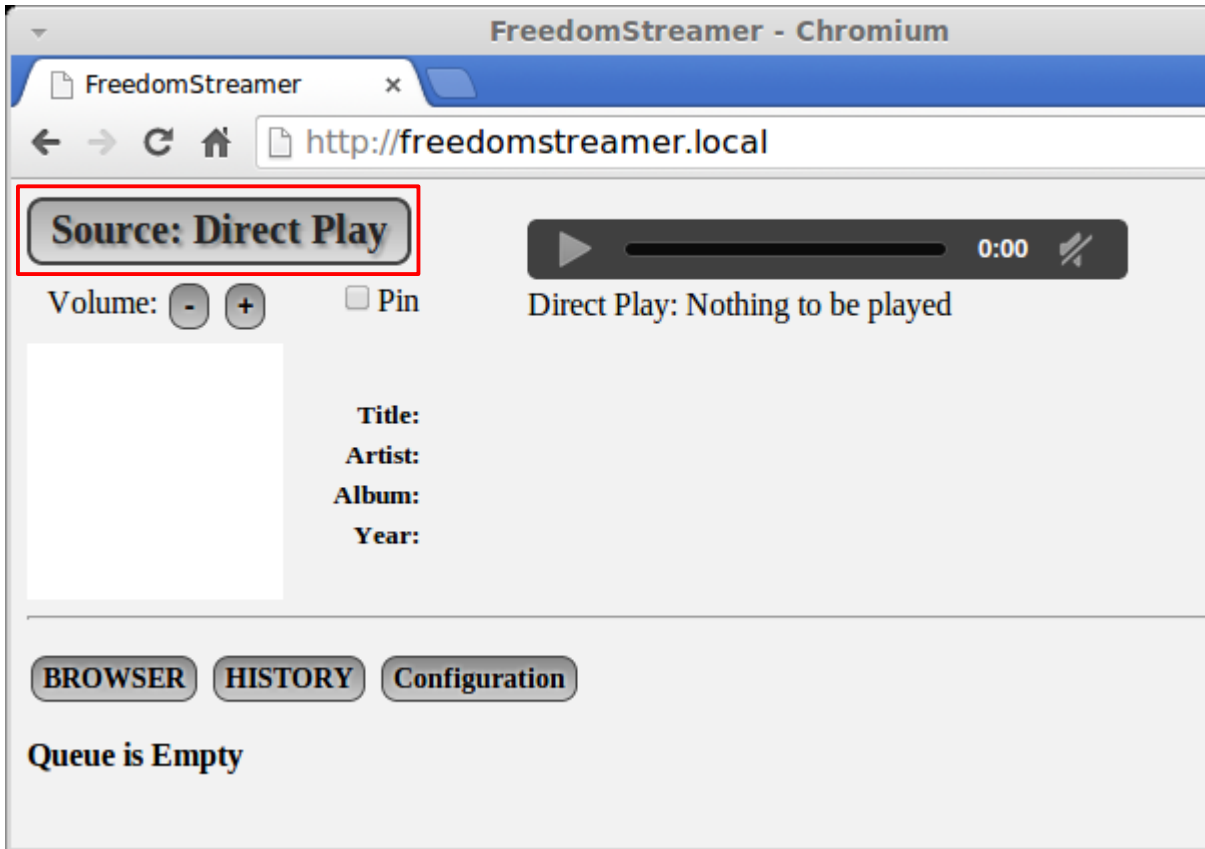 FreedomStreamer - Chromium
FreedomStreamer ×
http://freedomstreamer.local
Source: Direct Play
0:00
Volume: - + Pin
Direct Play: Nothing to be played
Title:
Artist:
Album:
Year:
BROWSER HISTORY Configuration
Queue is Empty